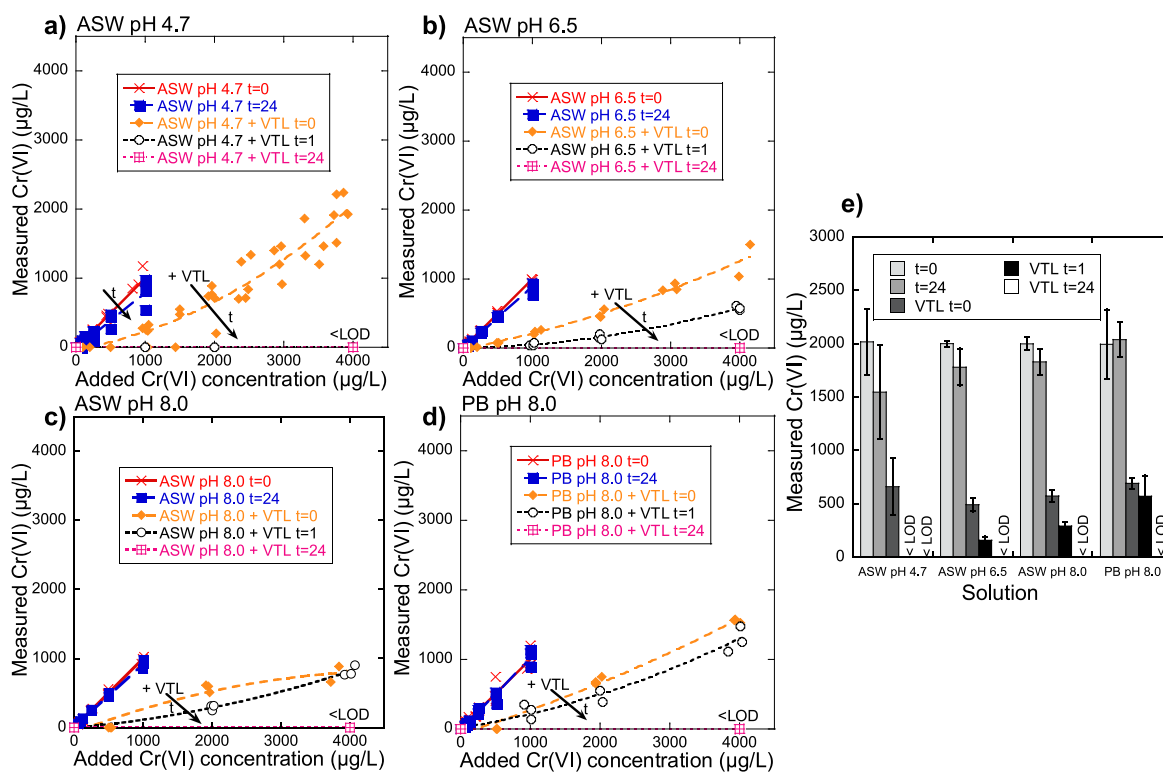 a) ASW pH 4.7
Measured Cr(VI) (µg/L)
4000
3000
2000
1000
0
ASW pH 4.7 t=0
ASW pH 4.7 t=24
ASW pH 4.7 + VTL t=0
ASW pH 4.7 + VTL t=1
ASW pH 4.7 + VTL t=24
t
+ VTL
t
<LOD
0 1000 2000 3000 4000
Added Cr(VI) concentration (µg/L)
b) ASW pH 6.5
Measured Cr(VI) (µg/L)
4000
3000
2000
1000
0
ASW pH 6.5 t=0
ASW pH 6.5 t=24
ASW pH 6.5 + VTL t=0
ASW pH 6.5 + VTL t=1
ASW pH 6.5 + VTL t=24
+ VTL
t
<LOD
0 1000 2000 3000 4000
Added Cr(VI) concentration (µg/L)
c) ASW pH 8.0
Measured Cr(VI) (µg/L)
4000
3000
2000
1000
0
ASW pH 8.0 t=0
ASW pH 8.0 t=24
ASW pH 8.0 + VTL t=0
ASW pH 8.0 + VTL t=1
ASW pH 8.0 + VTL t=24
+ VTL
t
<LOD
0 1000 2000 3000 4000
Added Cr(VI) concentration (µg/L)
d) PB pH 8.0
Measured Cr(VI) (µg/L)
4000
3000
2000
1000
0
PB pH 8.0 t=0
PB pH 8.0 t=24
PB pH 8.0 + VTL t=0
PB pH 8.0 + VTL t=1
PB pH 8.0 + VTL t=24
+ VTL
t
<LOD
0 1000 2000 3000 4000
Added Cr(VI) concentration (µg/L)
e)
Measured Cr(VI) (µg/L)
3000
2500
2000
1500
1000
500
0
t=0
t=24
VTL t=0
VTL t=1
VTL t=24
< LOD
< LOD
< LOD
< LOD
< LOD
ASW pH 4.7 ASW pH 6.5 ASW pH 8.0 PB pH 8.0
Solution